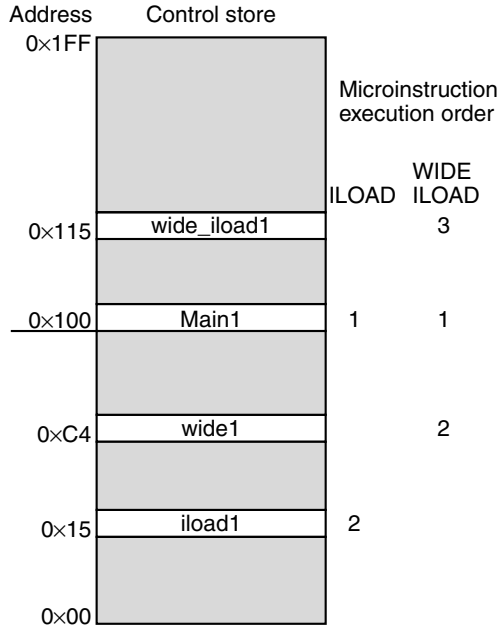 Address Control store
0×1FF
Microinstruction
execution order
WIDE
ILOAD ILOAD
wide_iload1 3
0×115
0×100 Main1 1 1
wide1 2
0×C4
iload1 2
0×15
0×00